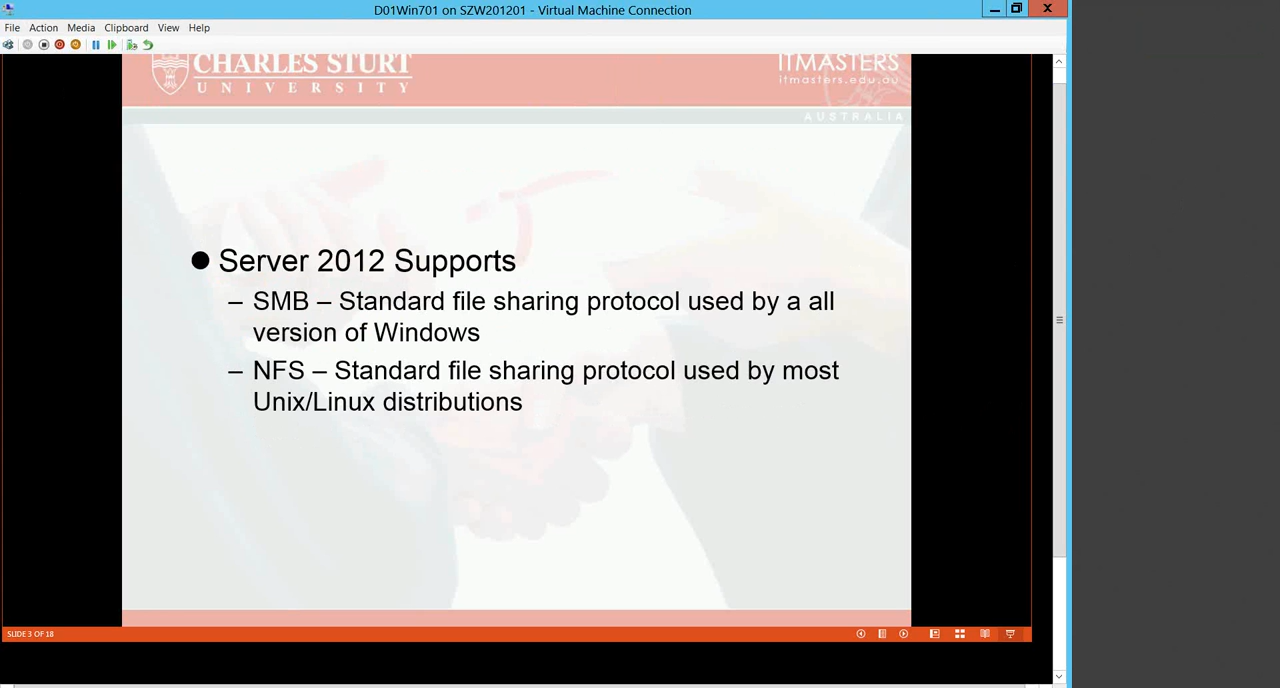 D01Win701 on SZW201201 - Virtual Machine Connection
File Action Media Clipboard View Help
CHARLES STURT
UNIVERSITY
ITMASTERS
itmasters.edu.au
AUSTRALIA
● Server 2012 Supports
– SMB – Standard file sharing protocol used by a all
version of Windows
– NFS – Standard file sharing protocol used by most
Unix/Linux distributions
SLIDE 3 OF 18